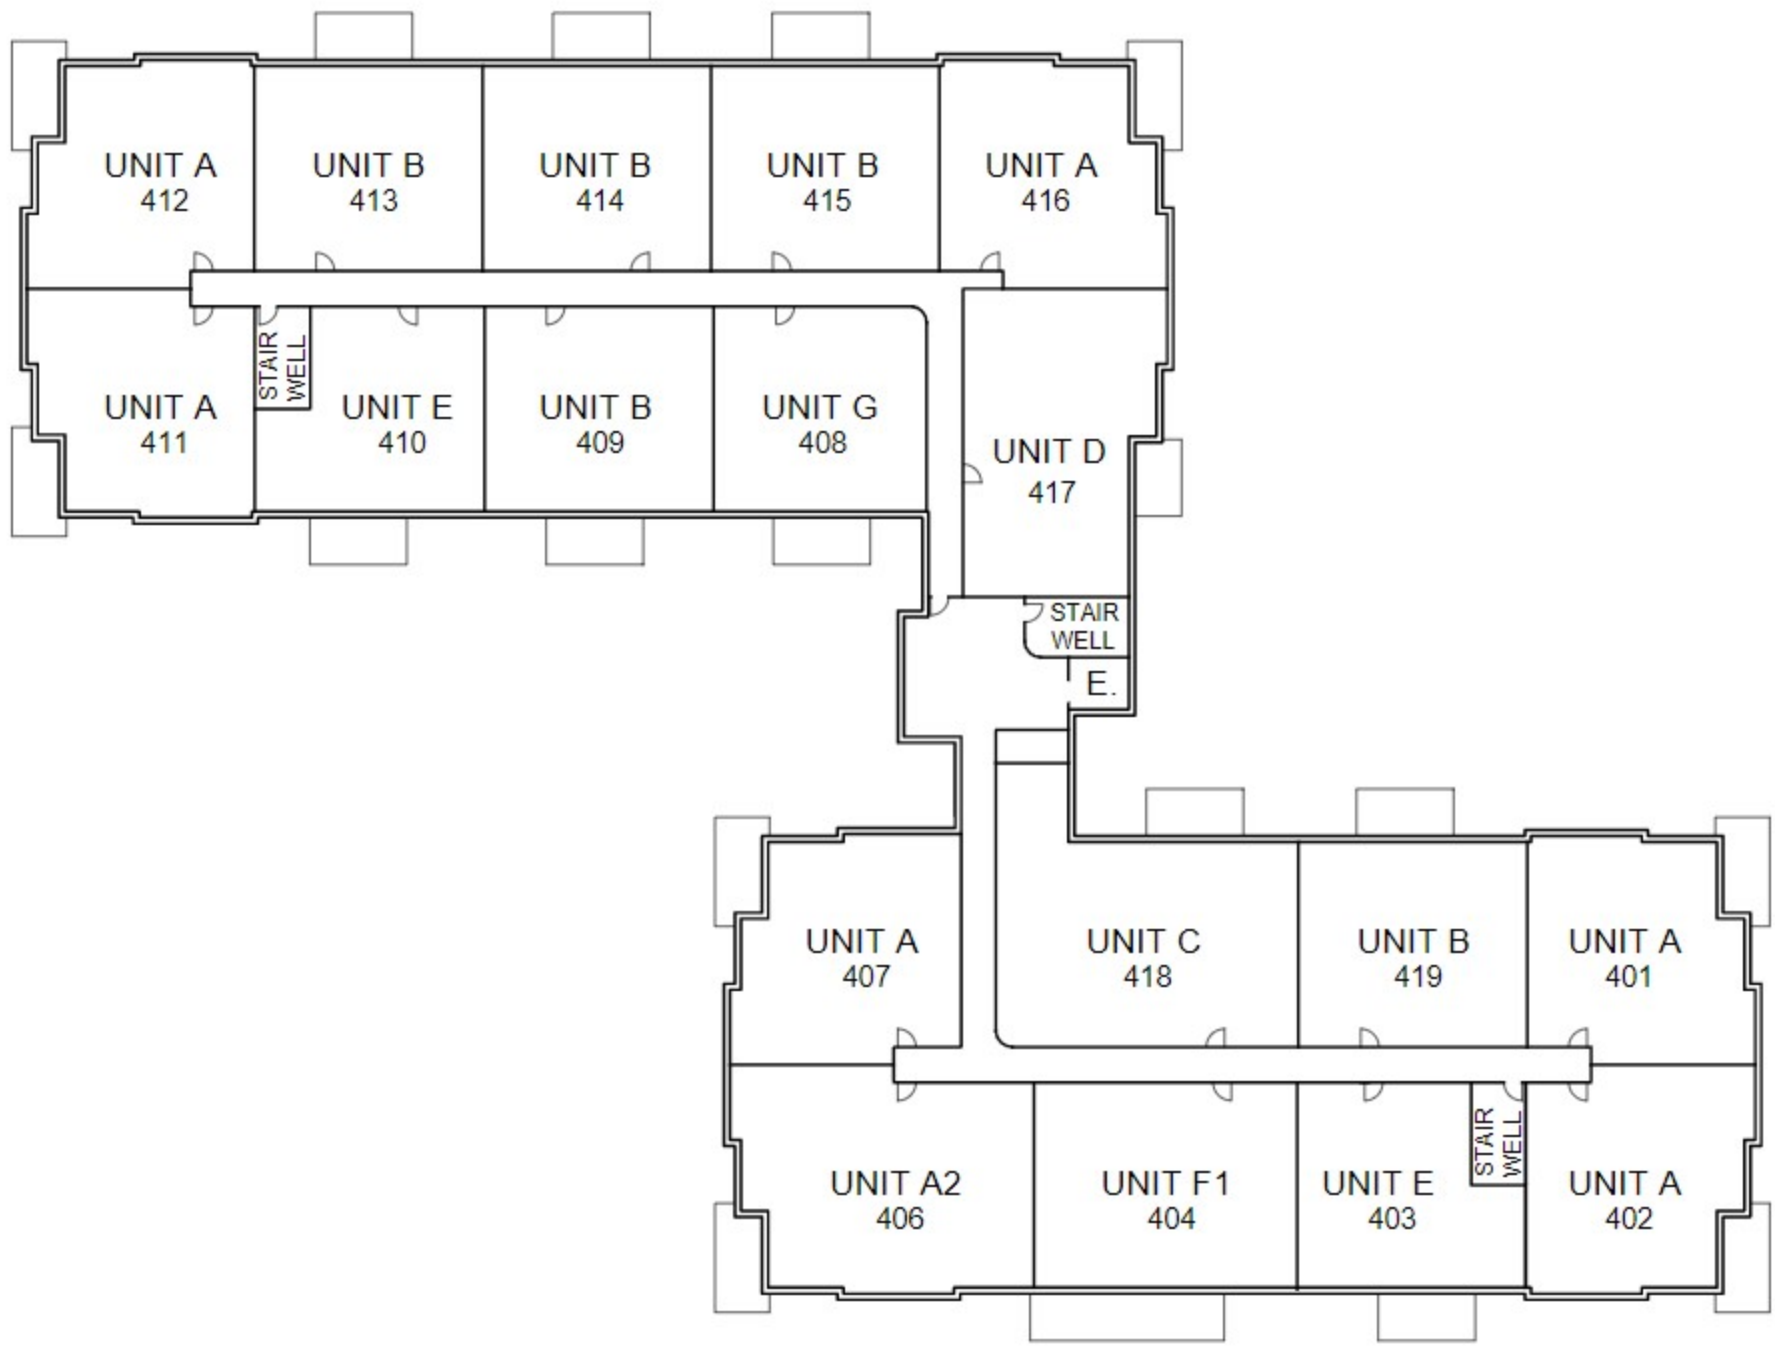 UNIT A
412
UNIT B
413
UNIT B
414
UNIT B
415
UNIT A
416
UNIT A
411
STAIR
WELL
UNIT E
410
UNIT B
409
UNIT G
408
UNIT D
417
STAIR
WELL
E.
UNIT A
407
UNIT C
418
UNIT B
419
UNIT A
401
UNIT A2
406
UNIT F1
404
UNIT E
403
STAIR
WELL
UNIT A
402